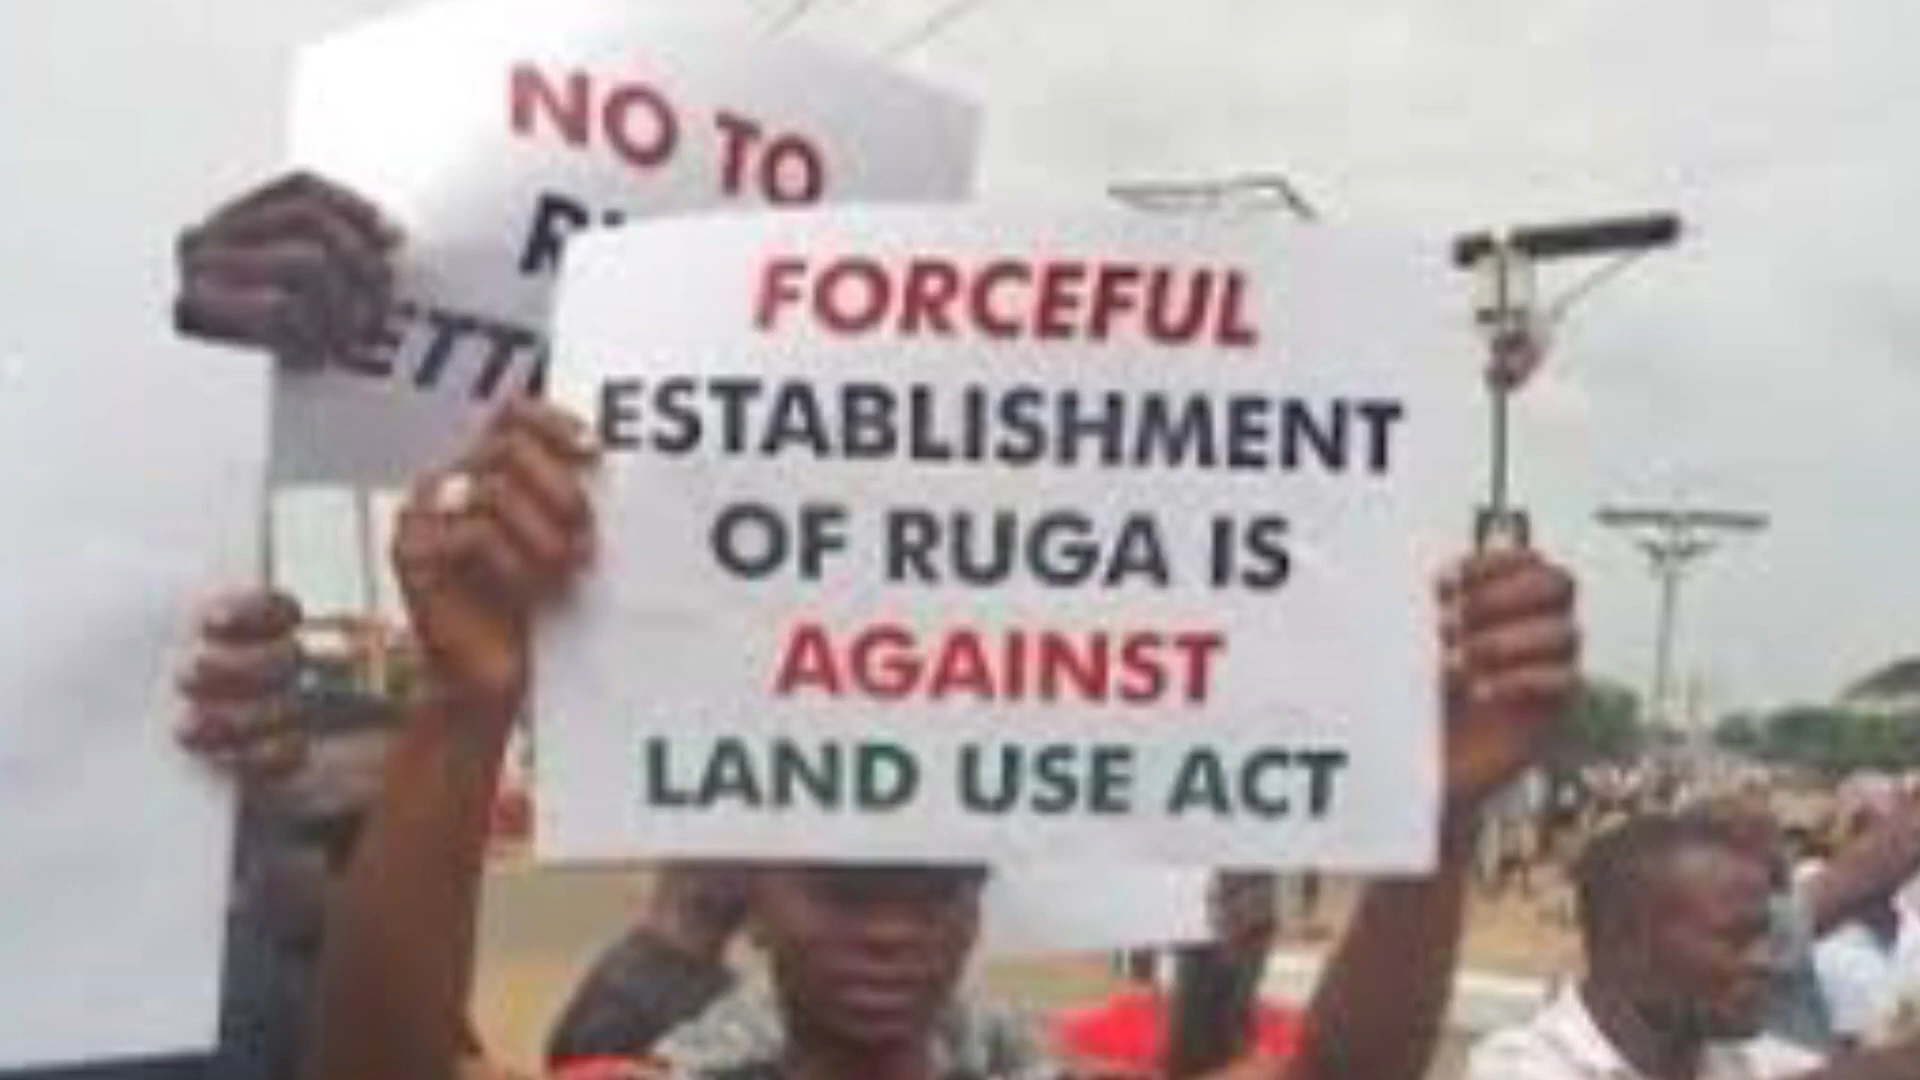 NO TO
FORCEFUL
ESTABLISHMENT
OF RUGA IS
AGAINST
LAND USE ACT